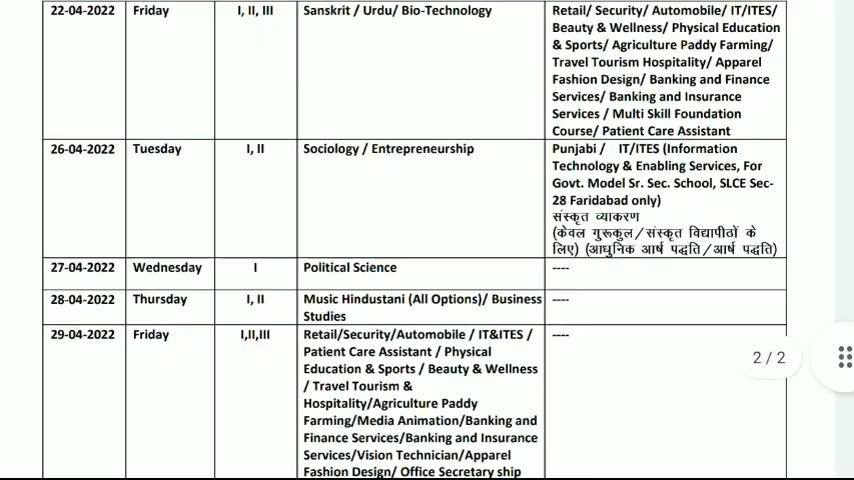 22-04-2022 Friday I, II, III Sanskrit / Urdu/ Bio-Technology Retail/ Security/ Automobile/ IT/ITES/
Beauty & Wellness/ Physical Education
& Sports/ Agriculture Paddy Farming/
Travel Tourism Hospitality/ Apparel
Fashion Design/ Banking and Finance
Services/ Banking and Insurance
Services / Multi Skill Foundation
Course/ Patient Care Assistant
26-04-2022 Tuesday I, II Sociology / Entrepreneurship Punjabi / IT/ITES (Information
Technology & Enabling Services, For
Govt. Model Sr. Sec. School, SLCE Sec-
28 Faridabad only)
संस्कृत व्याकरण
(केवल गुरूकुल/संस्कृत विद्यापीठों के
लिए) (आधुनिक आर्ष पद्धति/आर्ष पद्धति)
27-04-2022 Wednesday I Political Science ----
28-04-2022 Thursday I, II Music Hindustani (All Options)/ Business ----
Studies
29-04-2022 Friday I,II,III Retail/Security/Automobile / IT&ITES / ----
Patient Care Assistant / Physical
Education & Sports / Beauty & Wellness
/ Travel Tourism &
Hospitality/Agriculture Paddy
Farming/Media Animation/Banking and
Finance Services/Banking and Insurance
Services/Vision Technician/Apparel
Fashion Design/ Office Secretary ship
2 / 2